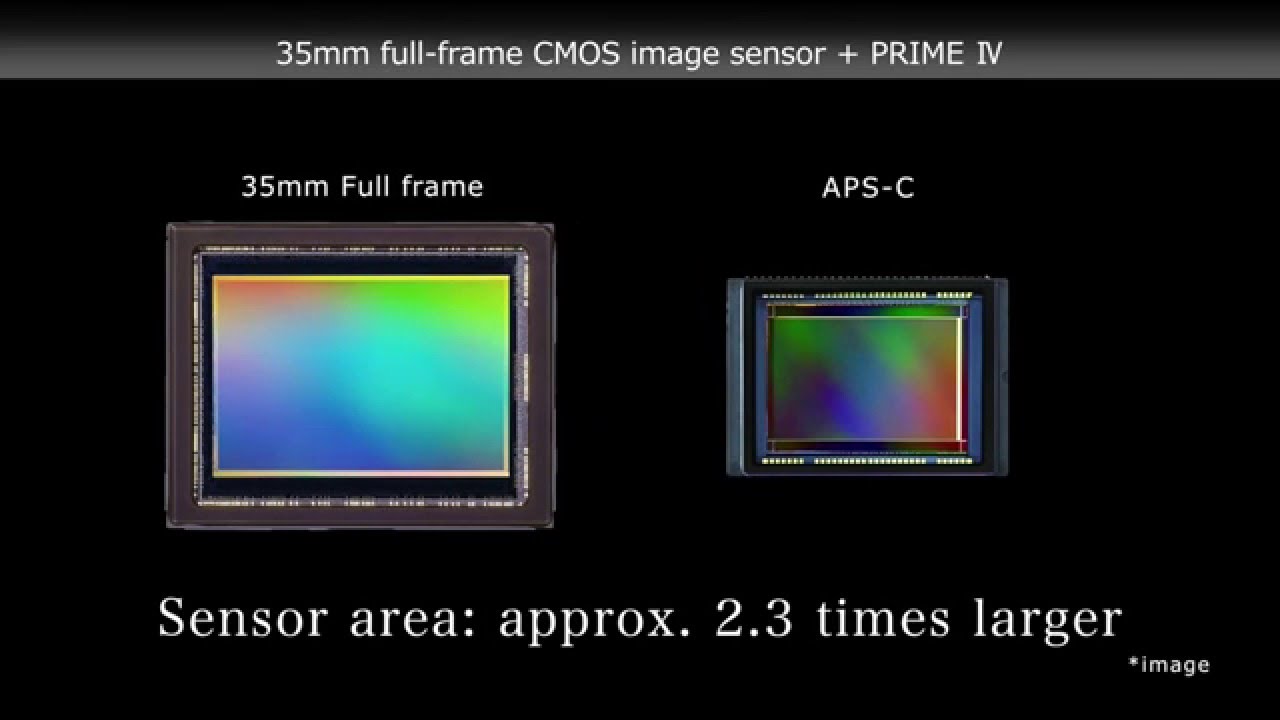 35mm full-frame CMOS image sensor + PRIME Ⅳ
35mm Full frame
APS-C
Sensor area: approx. 2.3 times larger
*image